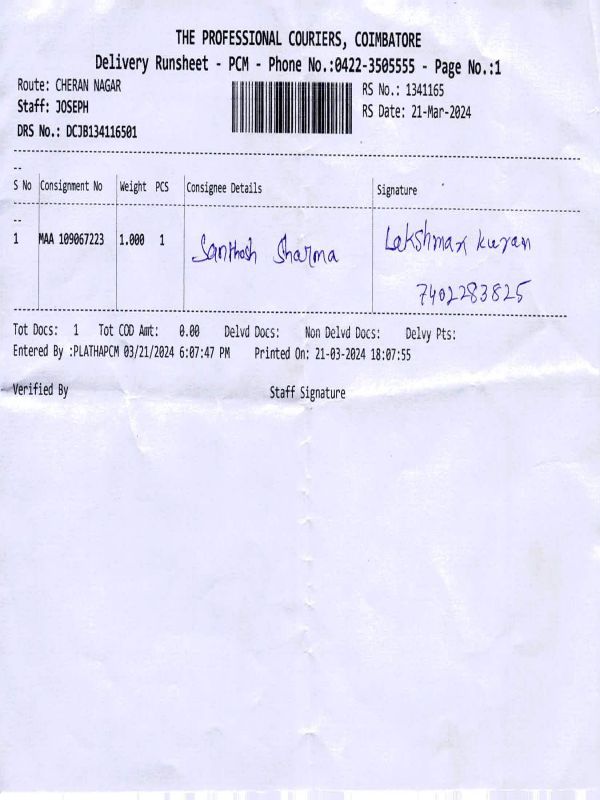 THE PROFESSIONAL COURIERS, COIMBATORE
Delivery Runsheet - PCM - Phone No.:0422-3505555 - Page No.:1
Route: CHERAN NAGAR
RS No.: 1341165
Staff: JOSEPH
RS Date: 21-Mar-2024
DRS No.: DCJB134116501
--
S No Consignment No Weight PCS Consignee Details Signature
--
1 MAA 109067223 1.000 1 Santhosh Sharma Lakshman kuran
7402283825
Tot Docs: 1 Tot COD Amt: 0.00 Delvd Docs: Non Delvd Docs: Delvy Pts:
Entered By :PLATHAPCM 03/21/2024 6:07:47 PM Printed On: 21-03-2024 18:07:55
Verified By Staff Signature